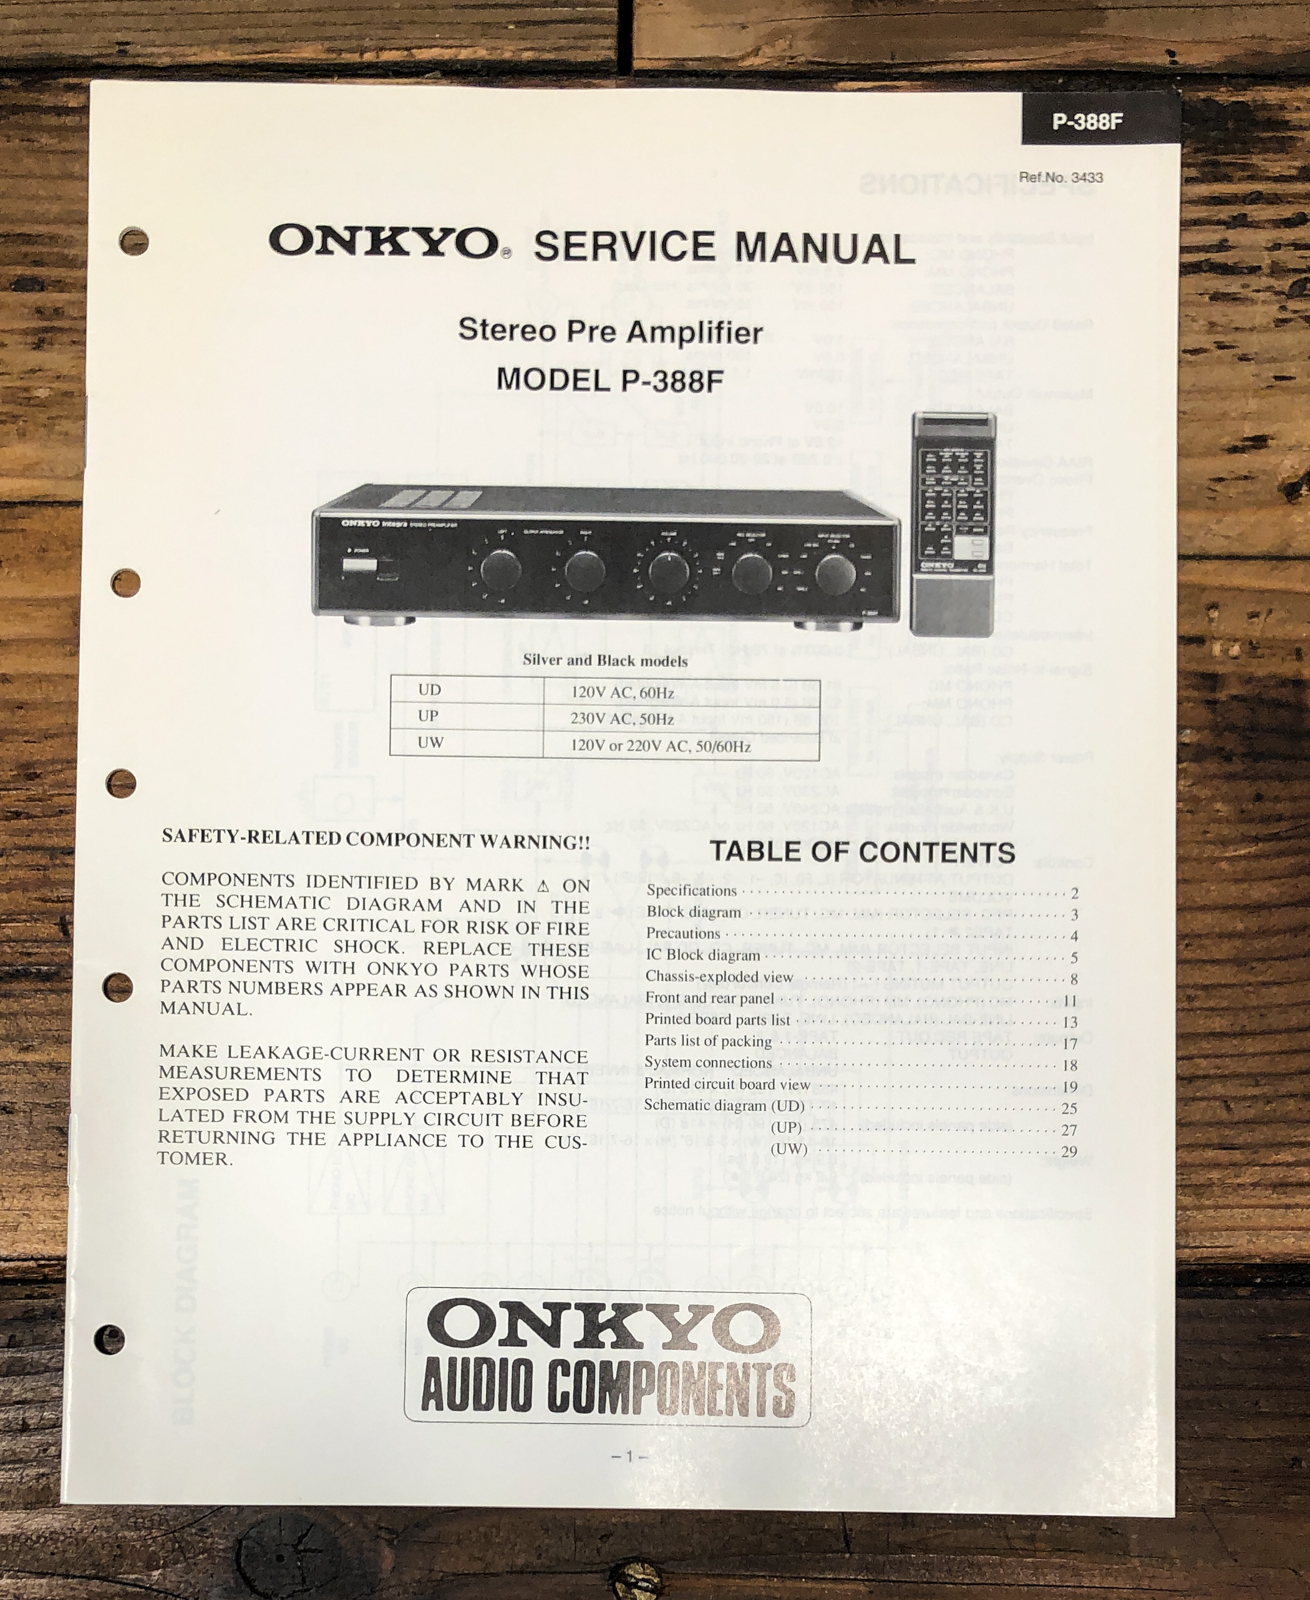 P-388F
Ref.No. 3433
ONKYO® SERVICE MANUAL
Stereo Pre Amplifier
MODEL P-388F
ONKYO Integra STEREO PREAMPLIFIER
POWER
ONKYO
Silver and Black models
UD 120V AC, 60Hz
UP 230V AC, 50Hz
UW 120V or 220V AC, 50/60Hz
SAFETY-RELATED COMPONENT WARNING!!
COMPONENTS IDENTIFIED BY MARK ⚠ ON
THE SCHEMATIC DIAGRAM AND IN THE
PARTS LIST ARE CRITICAL FOR RISK OF FIRE
AND ELECTRIC SHOCK. REPLACE THESE
COMPONENTS WITH ONKYO PARTS WHOSE
PARTS NUMBERS APPEAR AS SHOWN IN THIS
MANUAL.
MAKE LEAKAGE-CURRENT OR RESISTANCE
MEASUREMENTS TO DETERMINE THAT
EXPOSED PARTS ARE ACCEPTABLY INSU-
LATED FROM THE SUPPLY CIRCUIT BEFORE
RETURNING THE APPLIANCE TO THE CUS-
TOMER.
TABLE OF CONTENTS
Specifications 2
Block diagram 3
Precautions 4
IC Block diagram 5
Chassis-exploded view 8
Front and rear panel 11
Printed board parts list 13
Parts list of packing 17
System connections 18
Printed circuit board view 19
Schematic diagram (UD) 25
(UP) 27
(UW) 29
ONKYO
AUDIO COMPONENTS
– 1 –